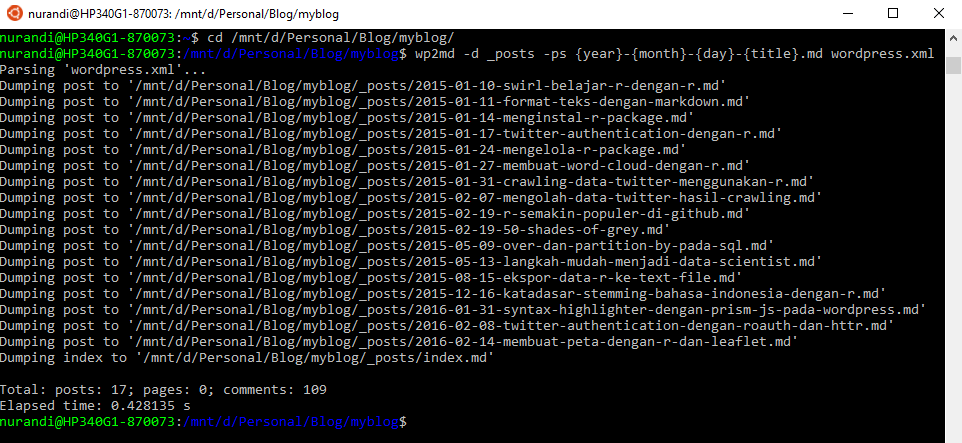 nurandi@HP340G1-870073: /mnt/d/Personal/Blog/myblog
nurandi@HP340G1-870073:~$ cd /mnt/d/Personal/Blog/myblog/
nurandi@HP340G1-870073:/mnt/d/Personal/Blog/myblog$ wp2md -d _posts -ps {year}-{month}-{day}-{title}.md wordpress.xml
Parsing 'wordpress.xml'...
Dumping post to '/mnt/d/Personal/Blog/myblog/_posts/2015-01-10-swirl-belajar-r-dengan-r.md'
Dumping post to '/mnt/d/Personal/Blog/myblog/_posts/2015-01-11-format-teks-dengan-markdown.md'
Dumping post to '/mnt/d/Personal/Blog/myblog/_posts/2015-01-14-menginstal-r-package.md'
Dumping post to '/mnt/d/Personal/Blog/myblog/_posts/2015-01-17-twitter-authentication-dengan-r.md'
Dumping post to '/mnt/d/Personal/Blog/myblog/_posts/2015-01-24-mengelola-r-package.md'
Dumping post to '/mnt/d/Personal/Blog/myblog/_posts/2015-01-27-membuat-word-cloud-dengan-r.md'
Dumping post to '/mnt/d/Personal/Blog/myblog/_posts/2015-01-31-crawling-data-twitter-menggunakan-r.md'
Dumping post to '/mnt/d/Personal/Blog/myblog/_posts/2015-02-07-mengolah-data-twitter-hasil-crawling.md'
Dumping post to '/mnt/d/Personal/Blog/myblog/_posts/2015-02-19-r-semakin-populer-di-github.md'
Dumping post to '/mnt/d/Personal/Blog/myblog/_posts/2015-02-19-50-shades-of-grey.md'
Dumping post to '/mnt/d/Personal/Blog/myblog/_posts/2015-05-09-over-dan-partition-by-pada-sql.md'
Dumping post to '/mnt/d/Personal/Blog/myblog/_posts/2015-05-13-langkah-mudah-menjadi-data-scientist.md'
Dumping post to '/mnt/d/Personal/Blog/myblog/_posts/2015-08-15-ekspor-data-r-ke-text-file.md'
Dumping post to '/mnt/d/Personal/Blog/myblog/_posts/2015-12-16-katadasar-stemming-bahasa-indonesia-dengan-r.md'
Dumping post to '/mnt/d/Personal/Blog/myblog/_posts/2016-01-31-syntax-highlighter-dengan-prism-js-pada-wordpress.md'
Dumping post to '/mnt/d/Personal/Blog/myblog/_posts/2016-02-08-twitter-authentication-dengan-roauth-dan-httr.md'
Dumping post to '/mnt/d/Personal/Blog/myblog/_posts/2016-02-14-membuat-peta-dengan-r-dan-leaflet.md'
Dumping index to '/mnt/d/Personal/Blog/myblog/_posts/index.md'
Total: posts: 17; pages: 0; comments: 109
Elapsed time: 0.428135 s
nurandi@HP340G1-870073:/mnt/d/Personal/Blog/myblog$